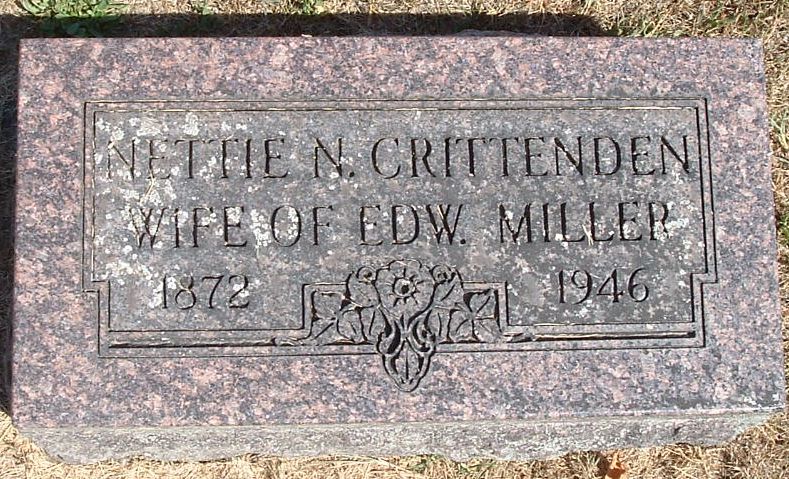 NETTIE N. CRITTENDEN
WIFE OF EDW. MILLER
1872 1946